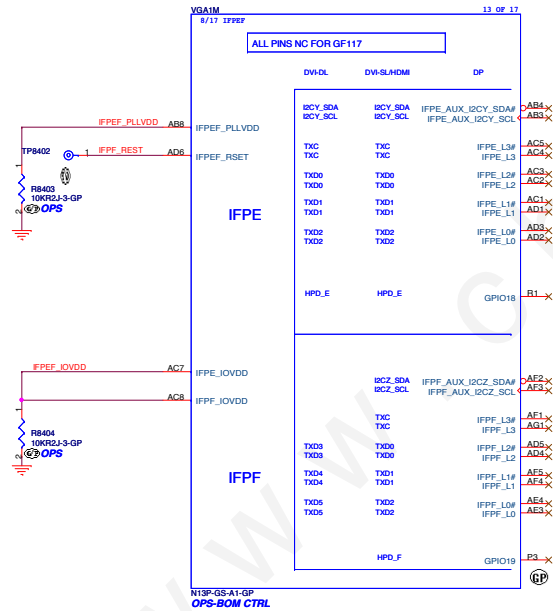 VGA1M 13 OF 17
8/17 IFPEF
ALL PINS NC FOR GF117
DVI-DL DVI-SL/HDMI DP
I2CY_SDA I2CY_SDA IFPE_AUX_I2CY_SDA# AB4
I2CY_SCL I2CY_SCL IFPE_AUX_I2CY_SCL AB3
IFPEF_PLLVDD AB8 IFPEF_PLLVDD
TP8402 1 IFPF_REST AD6 IFPEF_RSET
TXC TXC IFPE_L3# AC5
TXC TXC IFPE_L3 AC4
TXD0 TXD0 IFPE_L2# AC3
TXD0 TXD0 IFPE_L2 AC2
1
R8403
10KR2J-3-GP
OPS
2
TXD1 TXD1 IFPE_L1# AC1
TXD1 TXD1 IFPE_L1 AD1
IFPE
TXD2 TXD2 IFPE_L0# AD3
TXD2 TXD2 IFPE_L0 AD2
HPD_E HPD_E GPIO18 R1
IFPEF_IOVDD AC7 IFPE_IOVDD
AC8 IFPF_IOVDD
I2CZ_SDA IFPF_AUX_I2CZ_SDA# AF2
I2CZ_SCL IFPF_AUX_I2CZ_SCL AF3
1
R8404
10KR2J-3-GP
OPS
2
TXC IFPF_L3# AF1
TXC IFPF_L3 AG1
TXD3 TXD0 IFPF_L2# AD5
TXD3 TXD0 IFPF_L2 AD4
IFPF
TXD4 TXD1 IFPF_L1# AF5
TXD4 TXD1 IFPF_L1 AF4
TXD5 TXD2 IFPF_L0# AE4
TXD5 TXD2 IFPF_L0 AE3
HPD_F GPIO19 P3
GP
N13P-GS-A1-GP
OPS-BOM CTRL